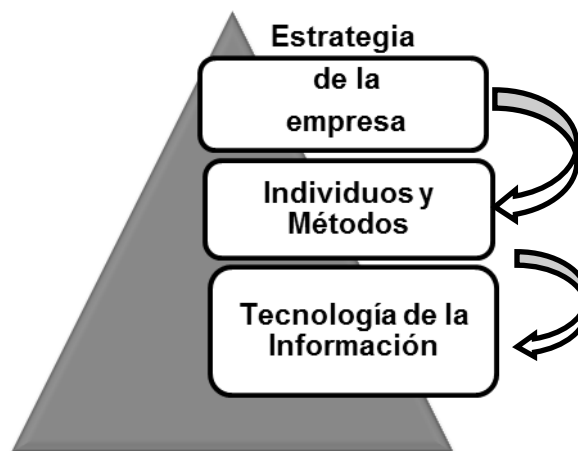 Estrategia
de la
empresa
Individuos y
Métodos
Tecnología de la
Información